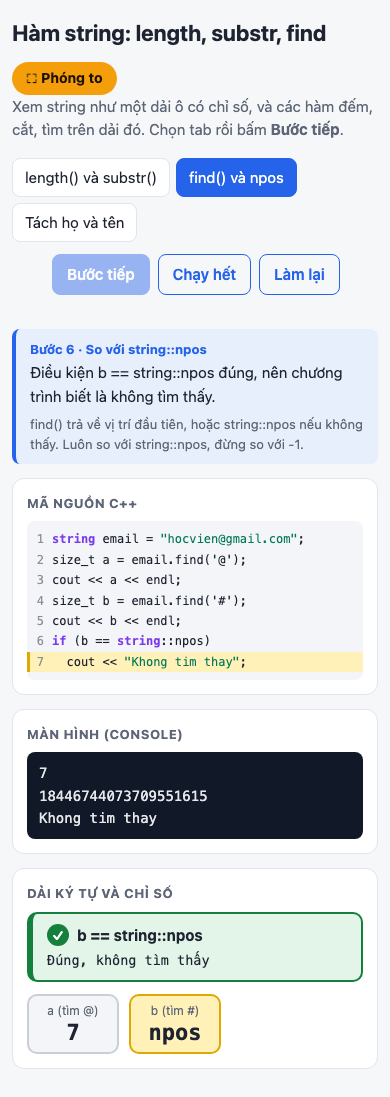 Hàm string: length, substr, find
Phóng to
Xem string như một dải ô có chỉ số, và các hàm đếm,
cắt, tìm trên dải đó. Chọn tab rồi bấm Bước tiếp.
length() và substr()
find() và npos
Tách họ và tên
Bước tiếp
Chạy hết
Làm lại
Bước 6 · So với string::npos
Điều kiện b == string::npos đúng, nên chương
trình biết là không tìm thấy.
find() trả về vị trí đầu tiên, hoặc string::npos nếu không
thấy. Luôn so với string::npos, đừng so với -1.
MÃ NGUỒN C++
1 string email = "hocvien@gmail.com";
2 size_t a = email.find('@');
3 cout << a << endl;
4 size_t b = email.find('#');
5 cout << b << endl;
6 if (b == string::npos)
7   cout << "Khong tim thay";
MÀN HÌNH (CONSOLE)
7
18446744073709551615
Khong tim thay
DẢI KÝ TỰ VÀ CHỈ SỐ
b == string::npos
Đúng, không tìm thấy
a (tìm @)
7
b (tìm #)
npos